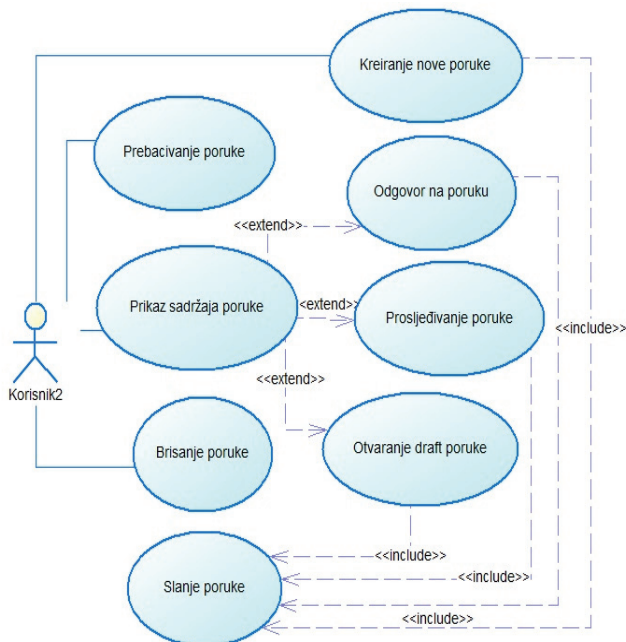 Kreiranje nove poruke
Prebacivanje poruke
Odgovor na poruku
<<extend>>
Prikaz sadržaja poruke
<extend>>
Prosljeđivanje poruke
<<include>>
<<extend>>
Korisnik2
Brisanje poruke
Otvaranje draft poruke
<<include>>
<<include>>
Slanje poruke
<<include>>